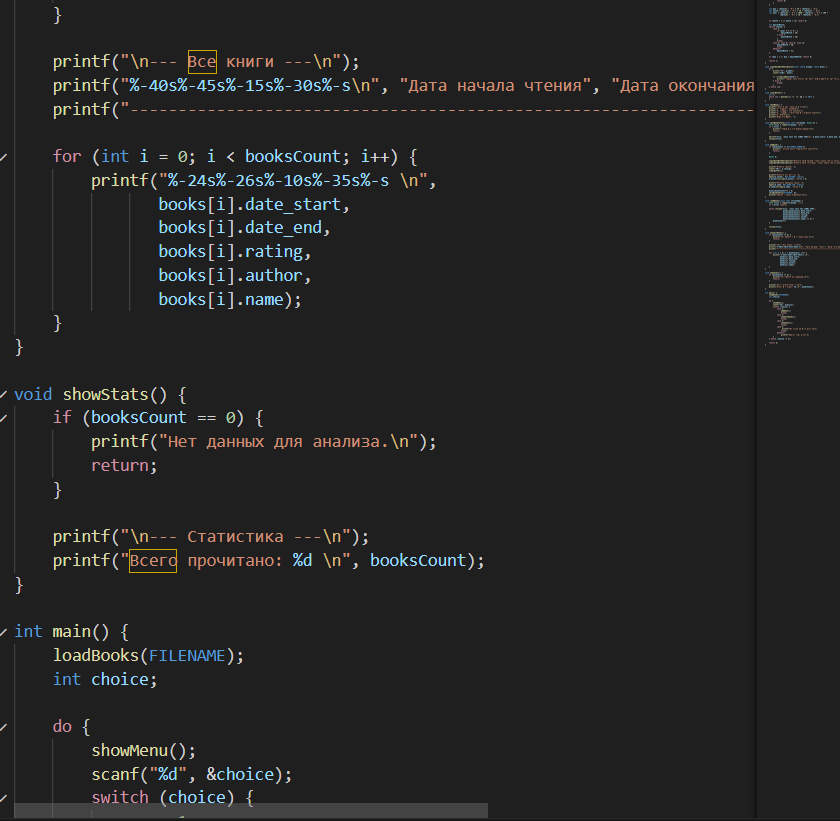 }
printf("\n--- Все книги ---\n");
printf("%-40s%-45s%-15s%-30s%-s\n", "Дата начала чтения", "Дата окончания
printf("-----------------------------------------------------------------
for (int i = 0; i < booksCount; i++) {
printf("%-24s%-26s%-10s%-35s%-s \n",
books[i].date_start,
books[i].date_end,
books[i].rating,
books[i].author,
books[i].name);
}
}
void showStats() {
if (booksCount == 0) {
printf("Нет данных для анализа.\n");
return;
}
printf("\n--- Статистика ---\n");
printf("Всего прочитано: %d \n", booksCount);
}
int main() {
loadBooks(FILENAME);
int choice;
do {
showMenu();
scanf("%d", &choice);
switch (choice) {